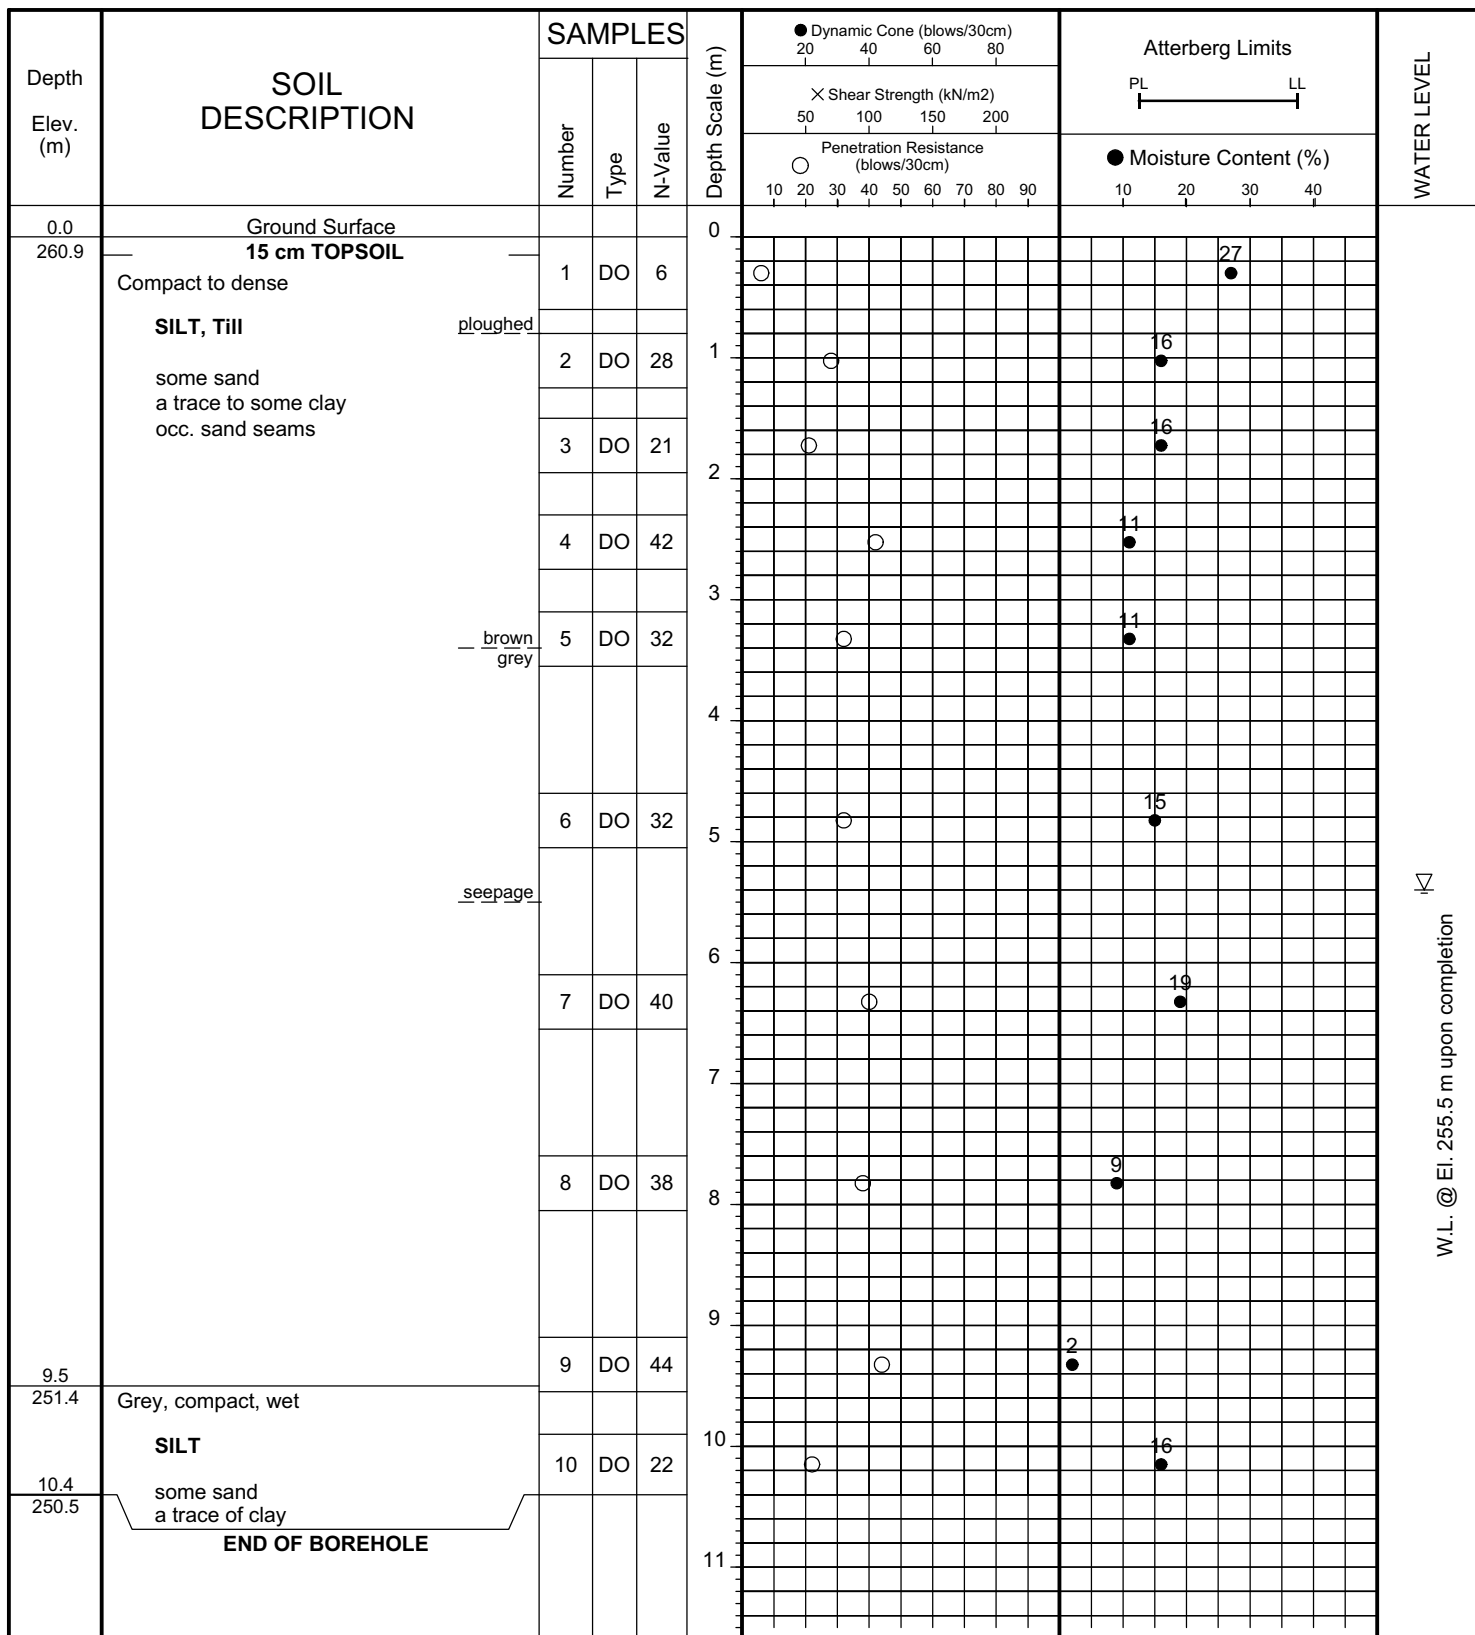 Depth
Elev.
(m)
SOIL
DESCRIPTION
SAMPLES
Number
Type
N-Value
Depth Scale (m)
Dynamic Cone (blows/30cm)
20 40 60 80
Shear Strength (kN/m2)
50 100 150 200
Penetration Resistance
(blows/30cm)
10 20 30 40 50 60 70 80 90
Atterberg Limits
PL LL
Moisture Content (%)
10 20 30 40
WATER LEVEL
0.0 Ground Surface 0
260.9 15 cm TOPSOIL
1 DO 6 27
Compact to dense
SILT, Till ploughed
2 DO 28 1 16
some sand
a trace to some clay
occ. sand seams
3 DO 21 16
2
4 DO 42 11
3
brown 5 DO 32 11
grey
4
6 DO 32 15
5
seepage
6
7 DO 40 19
7
8 DO 38 9
8
W.L. @ El. 255.5 m upon completion
9
9 DO 44 2
9.5
251.4 Grey, compact, wet
SILT 10
10 DO 22 16
10.4 some sand
250.5 a trace of clay
END OF BOREHOLE
11